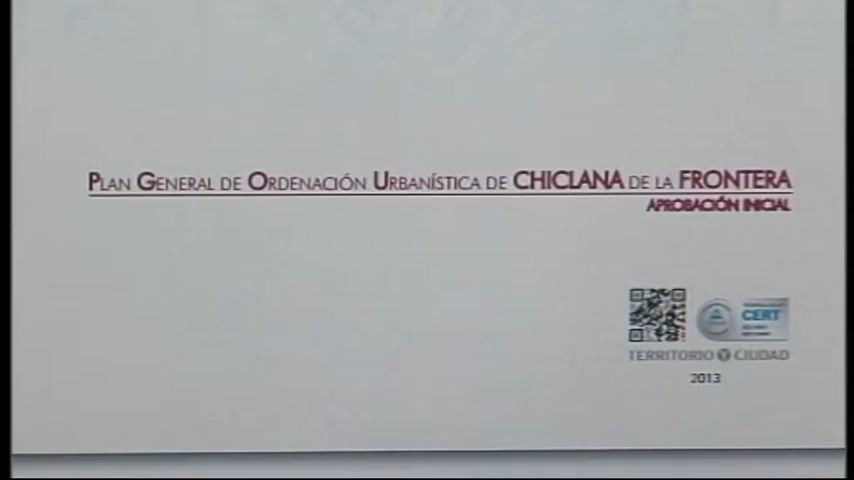 PLAN GENERAL DE ORDENACIÓN URBANÍSTICA DE CHICLANA DE LA FRONTERA
APROBACIÓN INICIAL
CERT
TERRITORIO Y CIUDAD
2013